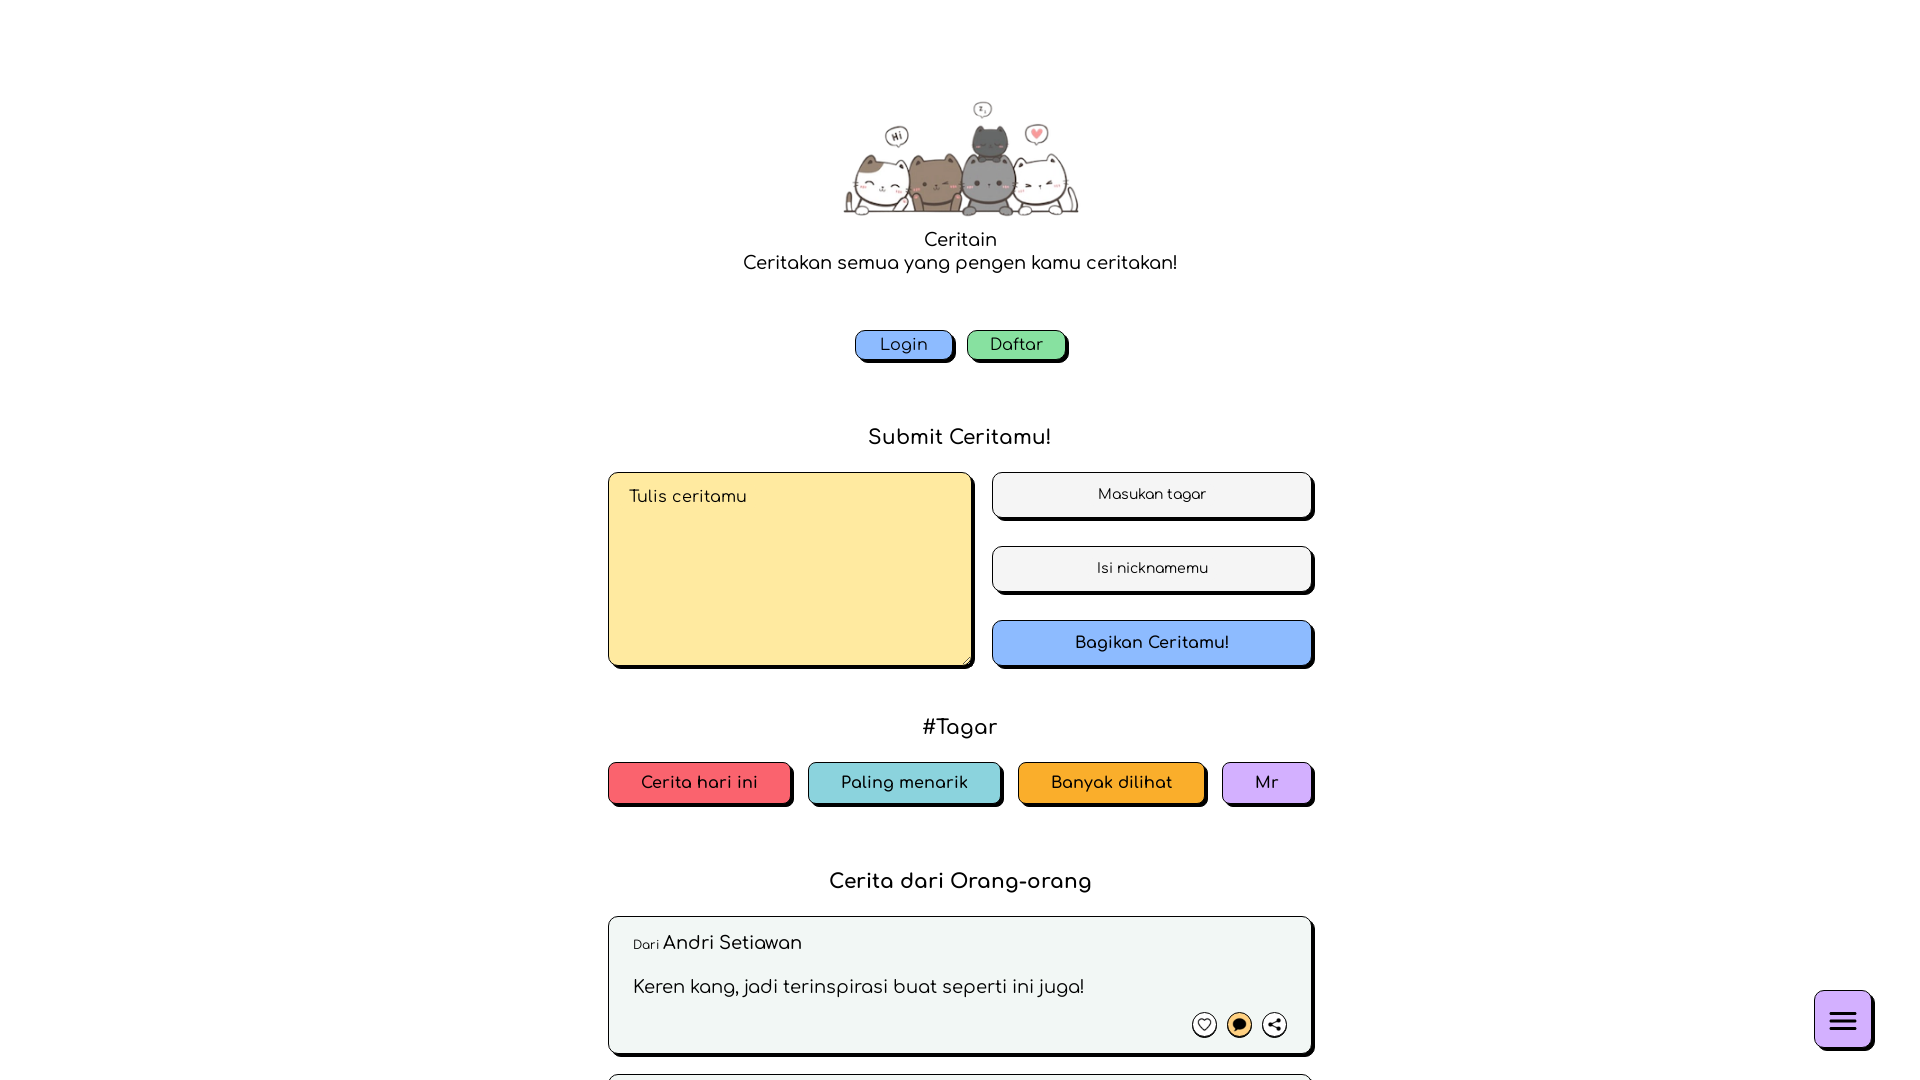 Hi
Ceritain
Ceritakan semua yang pengen kamu ceritakan!
Login
Daftar
Submit Ceritamu!
Tulis ceritamu
Masukan tagar
Isi nicknamemu
Bagikan Ceritamu!
#Tagar
Cerita hari ini
Paling menarik
Banyak dilihat
Mr
Cerita dari Orang-orang
Dari Andri Setiawan
Keren kang, jadi terinspirasi buat seperti ini juga!